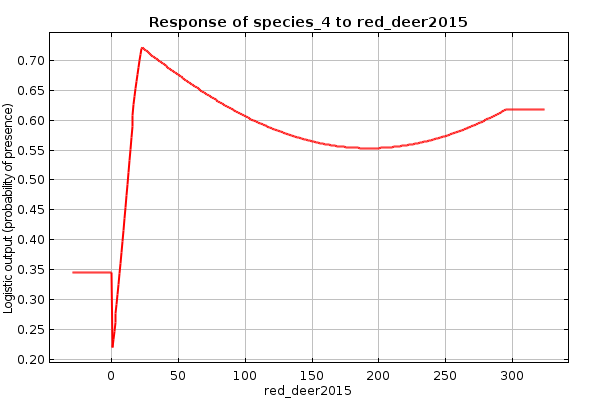 Response of species_4 to red_deer2015
Logistic output (probability of presence)
0.70
0.65
0.60
0.55
0.50
0.45
0.40
0.35
0.30
0.25
0.20
0 50 100 150 200 250 300
red_deer2015